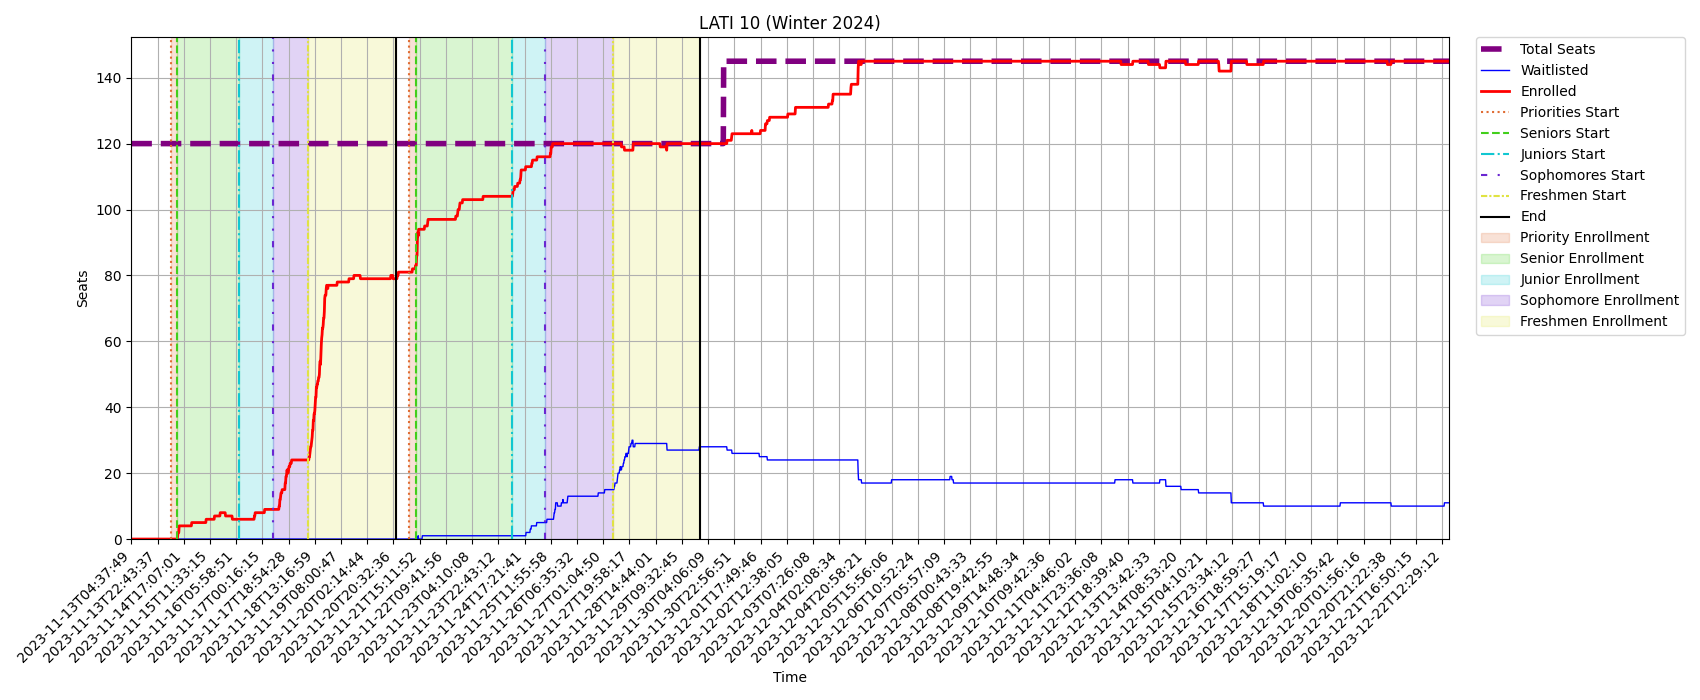 LATI 10 (Winter 2024)
Seats
140
120
100
80
60
40
20
0
2023-11-13T04:37:49
2023-11-13T22:43:37
2023-11-14T17:07:01
2023-11-15T11:33:15
2023-11-16T05:58:51
2023-11-17T00:16:15
2023-11-17T18:54:28
2023-11-18T13:16:59
2023-11-19T08:00:47
2023-11-20T02:14:44
2023-11-20T20:32:36
2023-11-21T15:11:52
2023-11-22T09:41:56
2023-11-23T04:10:08
2023-11-23T22:43:12
2023-11-24T17:21:41
2023-11-25T11:55:58
2023-11-26T06:35:32
2023-11-27T01:04:50
2023-11-27T19:58:17
2023-11-28T14:44:01
2023-11-29T09:32:45
2023-11-30T04:06:09
2023-11-30T22:56:51
2023-12-01T17:49:46
2023-12-02T12:38:05
2023-12-03T07:26:08
2023-12-04T02:08:34
2023-12-04T20:58:21
2023-12-05T15:56:06
2023-12-06T10:52:24
2023-12-07T05:57:09
2023-12-08T00:43:33
2023-12-08T19:42:55
2023-12-09T14:48:34
2023-12-10T09:42:36
2023-12-11T04:46:02
2023-12-11T23:36:08
2023-12-12T18:39:40
2023-12-13T13:42:33
2023-12-14T08:53:20
2023-12-15T04:10:21
2023-12-15T23:34:12
2023-12-16T18:59:27
2023-12-17T15:19:17
2023-12-18T11:02:10
2023-12-19T06:35:42
2023-12-20T01:56:16
2023-12-20T21:22:38
2023-12-21T16:50:15
2023-12-22T12:29:12
Time
Total Seats
Waitlisted
Enrolled
Priorities Start
Seniors Start
Juniors Start
Sophomores Start
Freshmen Start
End
Priority Enrollment
Senior Enrollment
Junior Enrollment
Sophomore Enrollment
Freshmen Enrollment